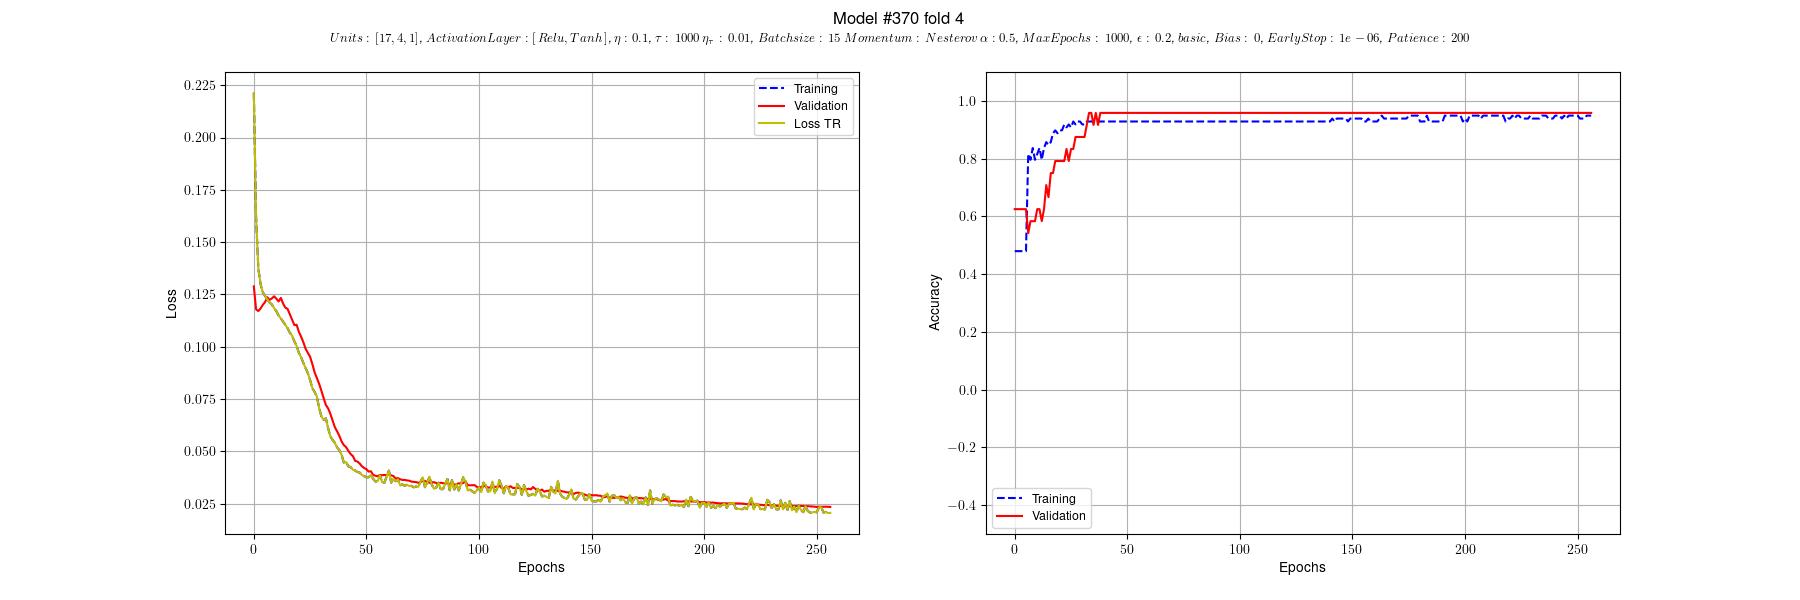 Model #370 fold 4
Units : [17, 4, 1], ActivationLayer : [Relu, Tanh], η : 0.1, τ : 1000 ητ : 0.01, Batchsize : 15 Momentum : Nesterov α : 0.5, MaxEpochs : 1000, ϵ : 0.2, basic, Bias : 0, EarlyStop : 1e − 06, Patience : 200
Loss
0.225
0.200
0.175
0.150
0.125
0.100
0.075
0.050
0.025
Training
Validation
Loss TR
0 50 100 150 200 250
Epochs
Accuracy
1.0
0.8
0.6
0.4
0.2
0.0
−0.2
−0.4
Training
Validation
0 50 100 150 200 250
Epochs